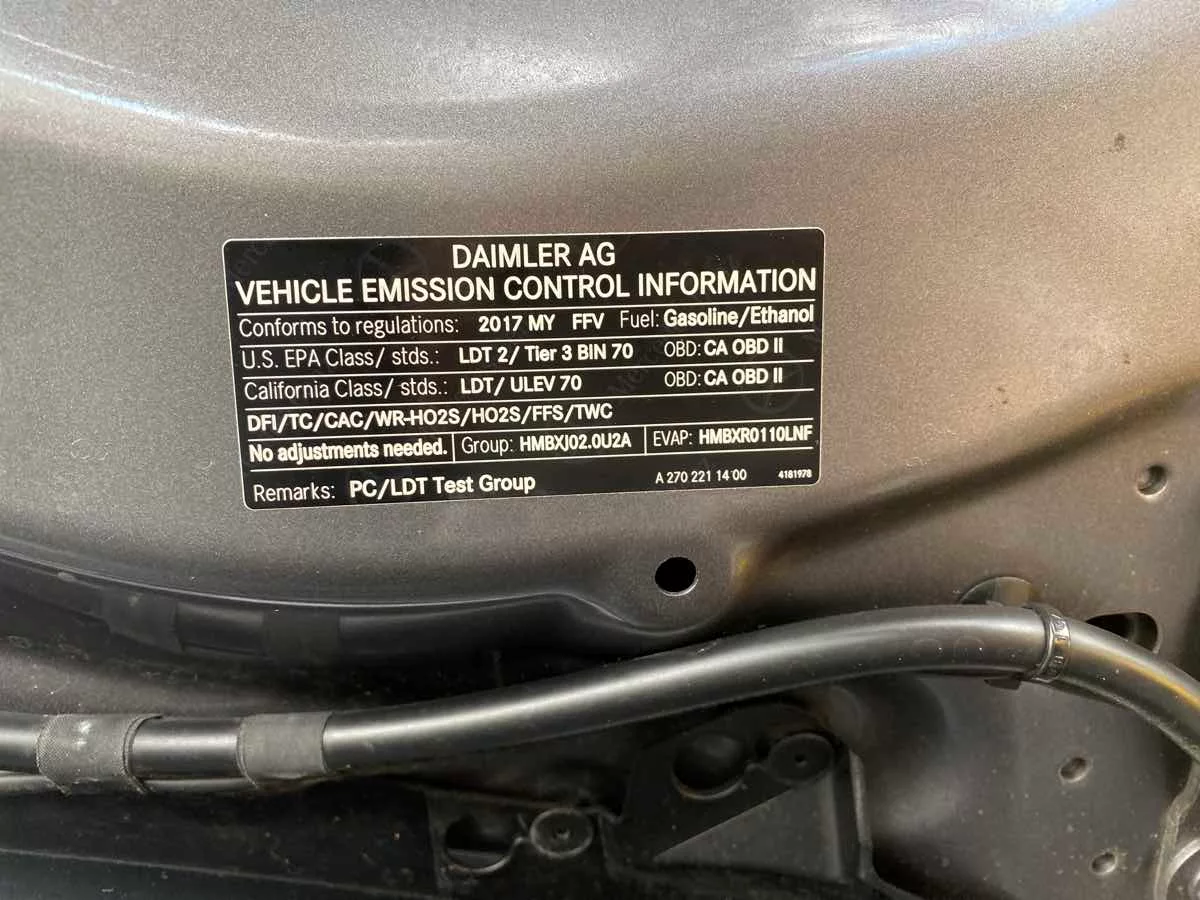 DAIMLER AG
VEHICLE EMISSION CONTROL INFORMATION
Conforms to regulations: 2017 MY FFV Fuel: Gasoline/Ethanol
U.S. EPA Class/ stds.: LDT 2/ Tier 3 BIN 70 OBD: CA OBD II
California Class/ stds.: LDT/ ULEV 70 OBD: CA OBD II
DFI/TC/CAC/WR-HO2S/HO2S/FFS/TWC
No adjustments needed. Group: HMBXJ02.0U2A EVAP: HMBXR0110LNF
Remarks: PC/LDT Test Group A 270 221 14 00 4181978